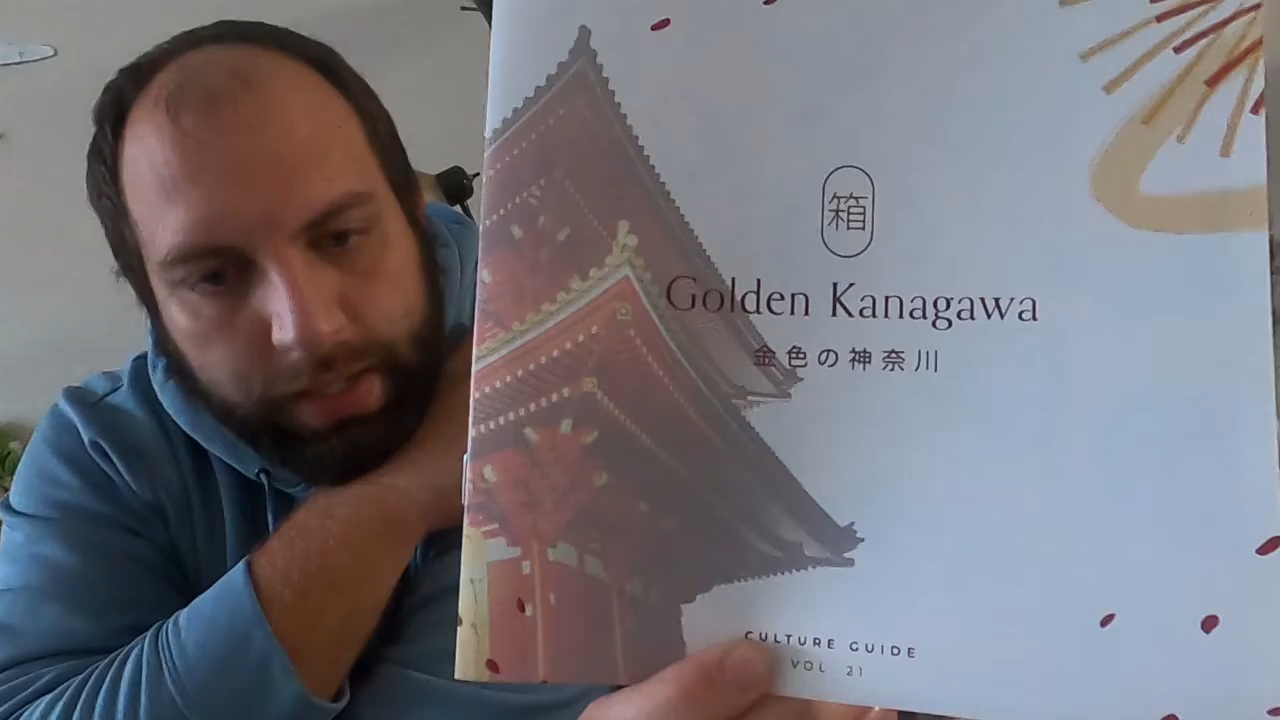 箱
Golden Kanagawa
金色の神奈川
CULTURE GUIDE
VOL 21